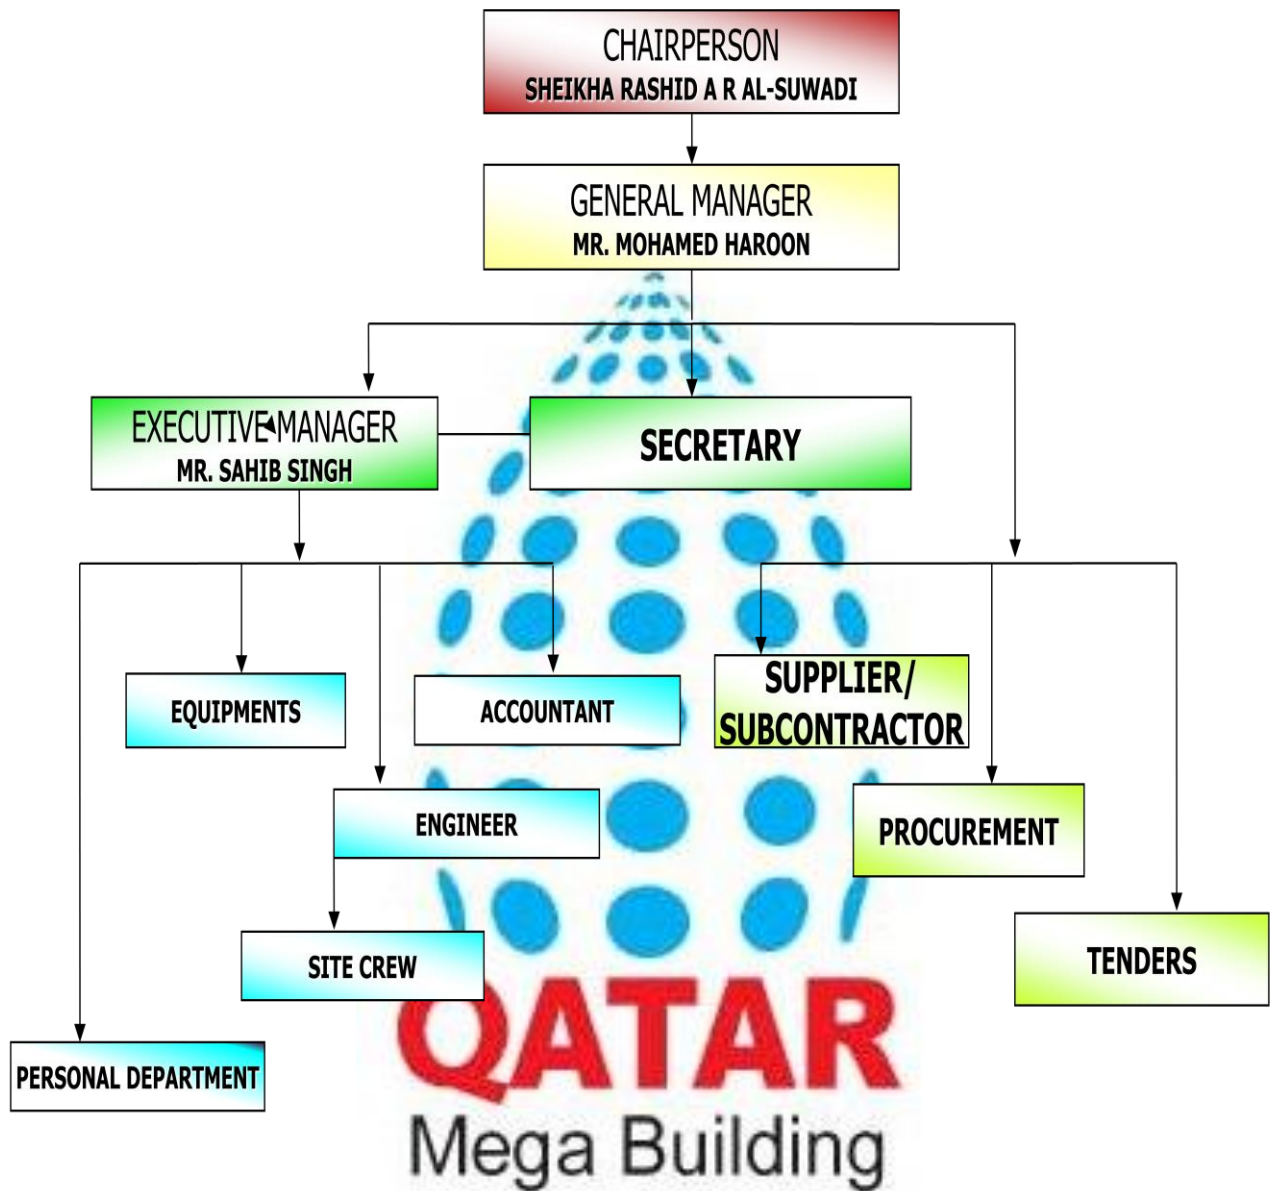 CHAIRPERSON
SHEIKHA RASHID A R AL-SUWADI
GENERAL MANAGER
MR. MOHAMED HAROON
EXECUTIVE MANAGER
MR. SAHIB SINGH
SECRETARY
EQUIPMENTS
ACCOUNTANT
SUPPLIER/
SUBCONTRACTOR
ENGINEER
PROCUREMENT
SITE CREW
TENDERS
PERSONAL DEPARTMENT
QATAR
Mega Building